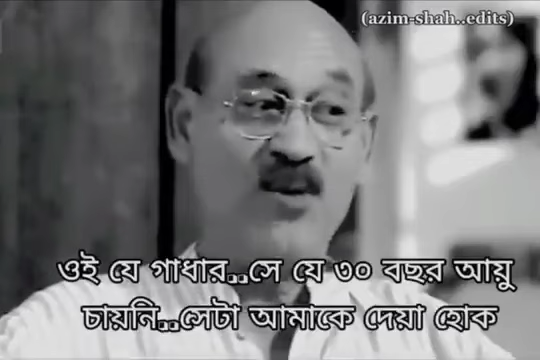 (azim-shah..edits)
ওই যে গাধার..সে যে ৩০ বছর আয়ু
চায়নি..সেটা আমাকে দেয়া হোক